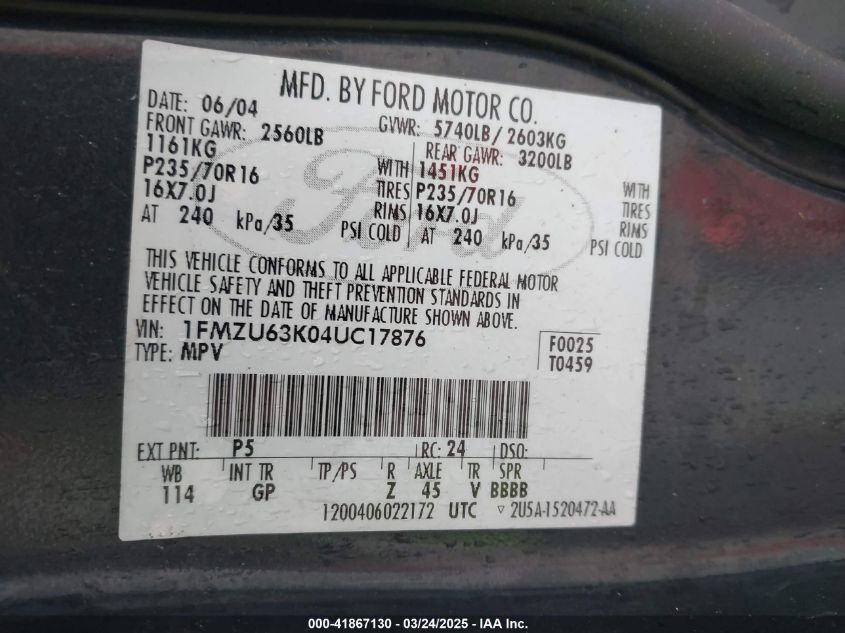 MFD. BY FORD MOTOR CO.
DATE: 06/04 GVWR: 5740LB/ 2603KG
FRONT GAWR: 2560LB REAR GAWR: 3200LB
1161KG WITH 1451KG WITH
P235/70R16 TIRES P235/70R16 TIRES
16X7.0J RIMS 16X7.0J RIMS
AT 240 kPa/35 PSI COLD AT 240 kPa/35 PSI COLD
Ford
THIS VEHICLE CONFORMS TO ALL APPLICABLE FEDERAL MOTOR
VEHICLE SAFETY AND THEFT PREVENTION STANDARDS IN
EFFECT ON THE DATE OF MANUFACTURE SHOWN ABOVE.
VIN: 1FMZU63K04UC17876 F0025
TYPE: MPV T0459
EXT PNT: P5 RC: 24 DSO:
WB INT TR TP/PS R AXLE TR SPR
114 GP Z 45 V BBBB
1200406022172 UTC ▽ 2U5A-1520472-AA
000-41867130 - 03/24/2025 - IAA Inc.